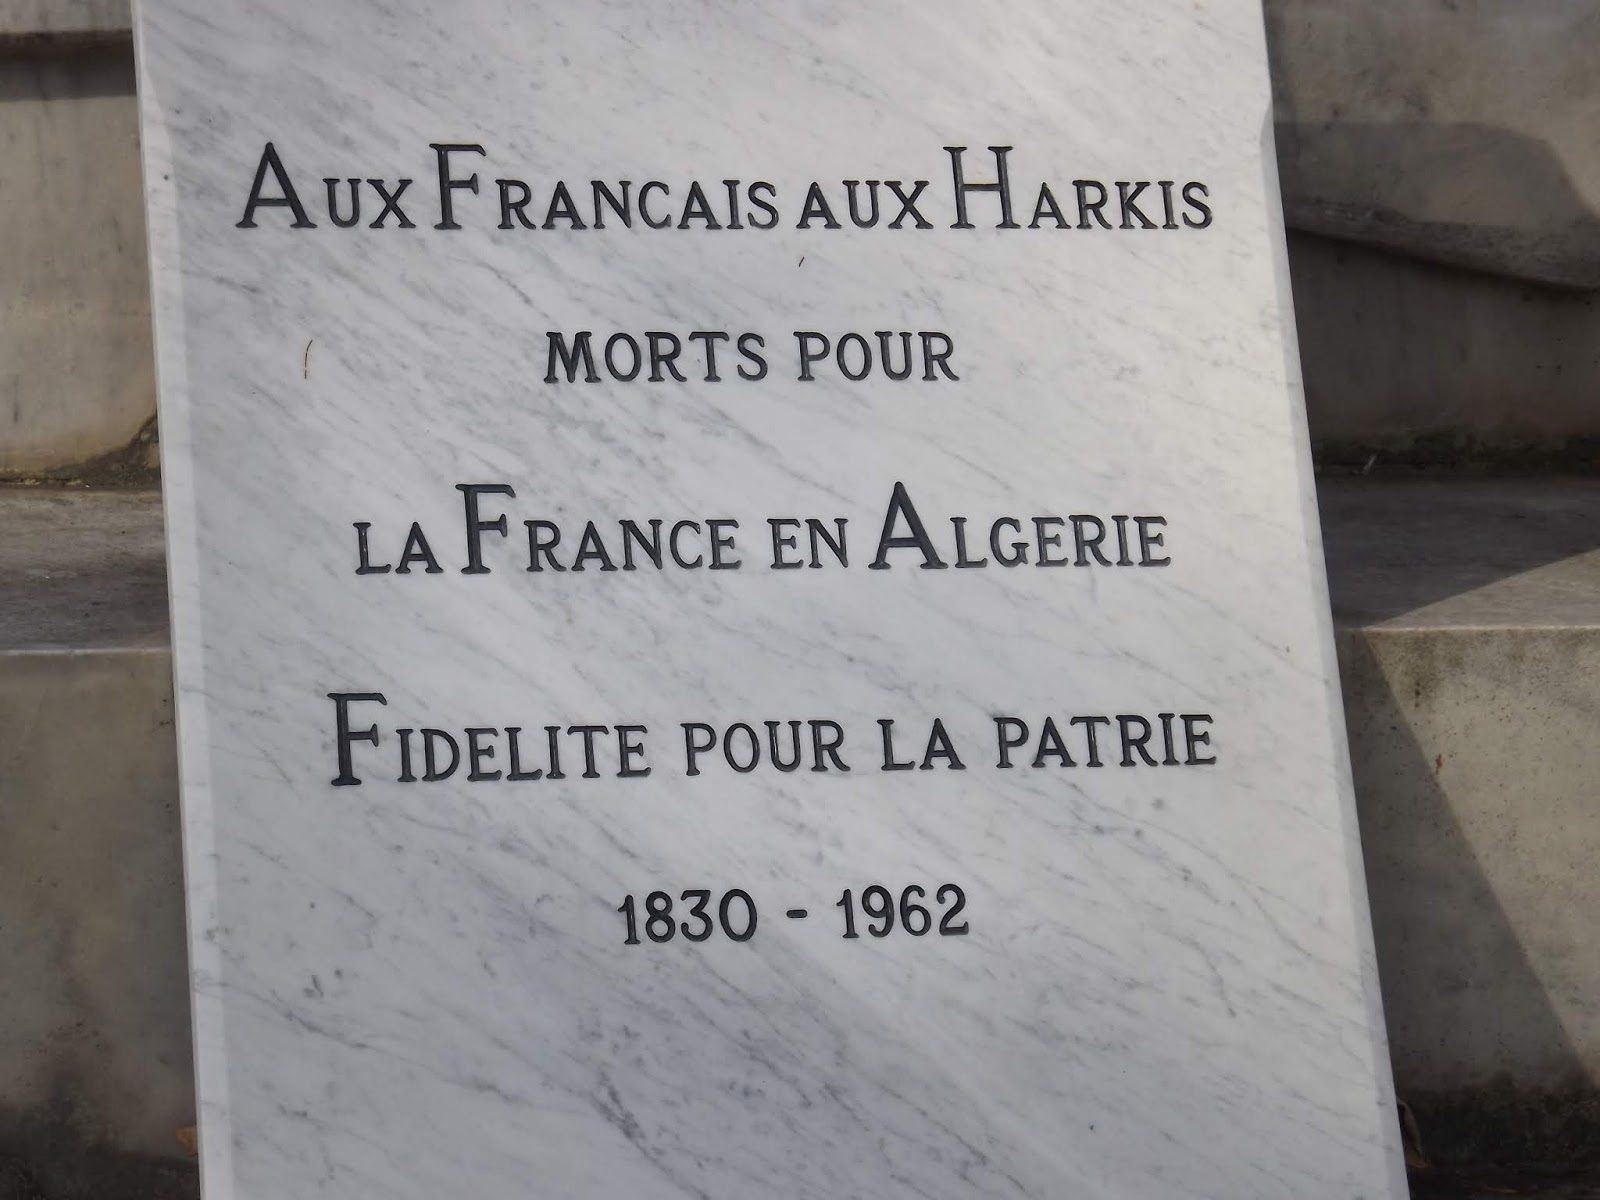 AUX FRANCAIS AUX HARKIS
MORTS POUR
LA FRANCE EN ALGERIE
FIDELITE POUR LA PATRIE
1830 - 1962